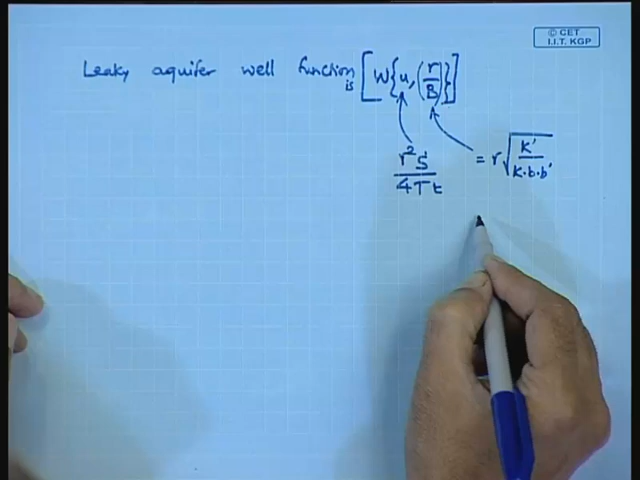 © CET
I.I.T. KGP
Leaky aquifer well function is [W{u, (r/B)}]
r²S/4Tt
= r√(K'/K·b·b')